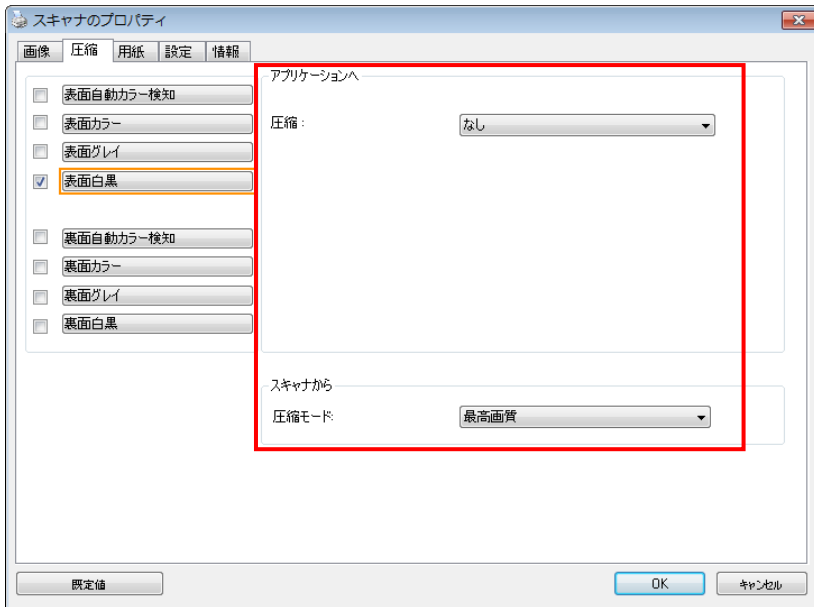 スキャナのプロパティ
画像 圧縮 用紙 設定 情報
アプリケーションへ
表面自動カラー検知
圧縮： なし
表面カラー
表面グレイ
表面白黒
裏面自動カラー検知
裏面カラー
裏面グレイ
裏面白黒
スキャナから
圧縮モード: 最高画質
既定値 OK キャンセル